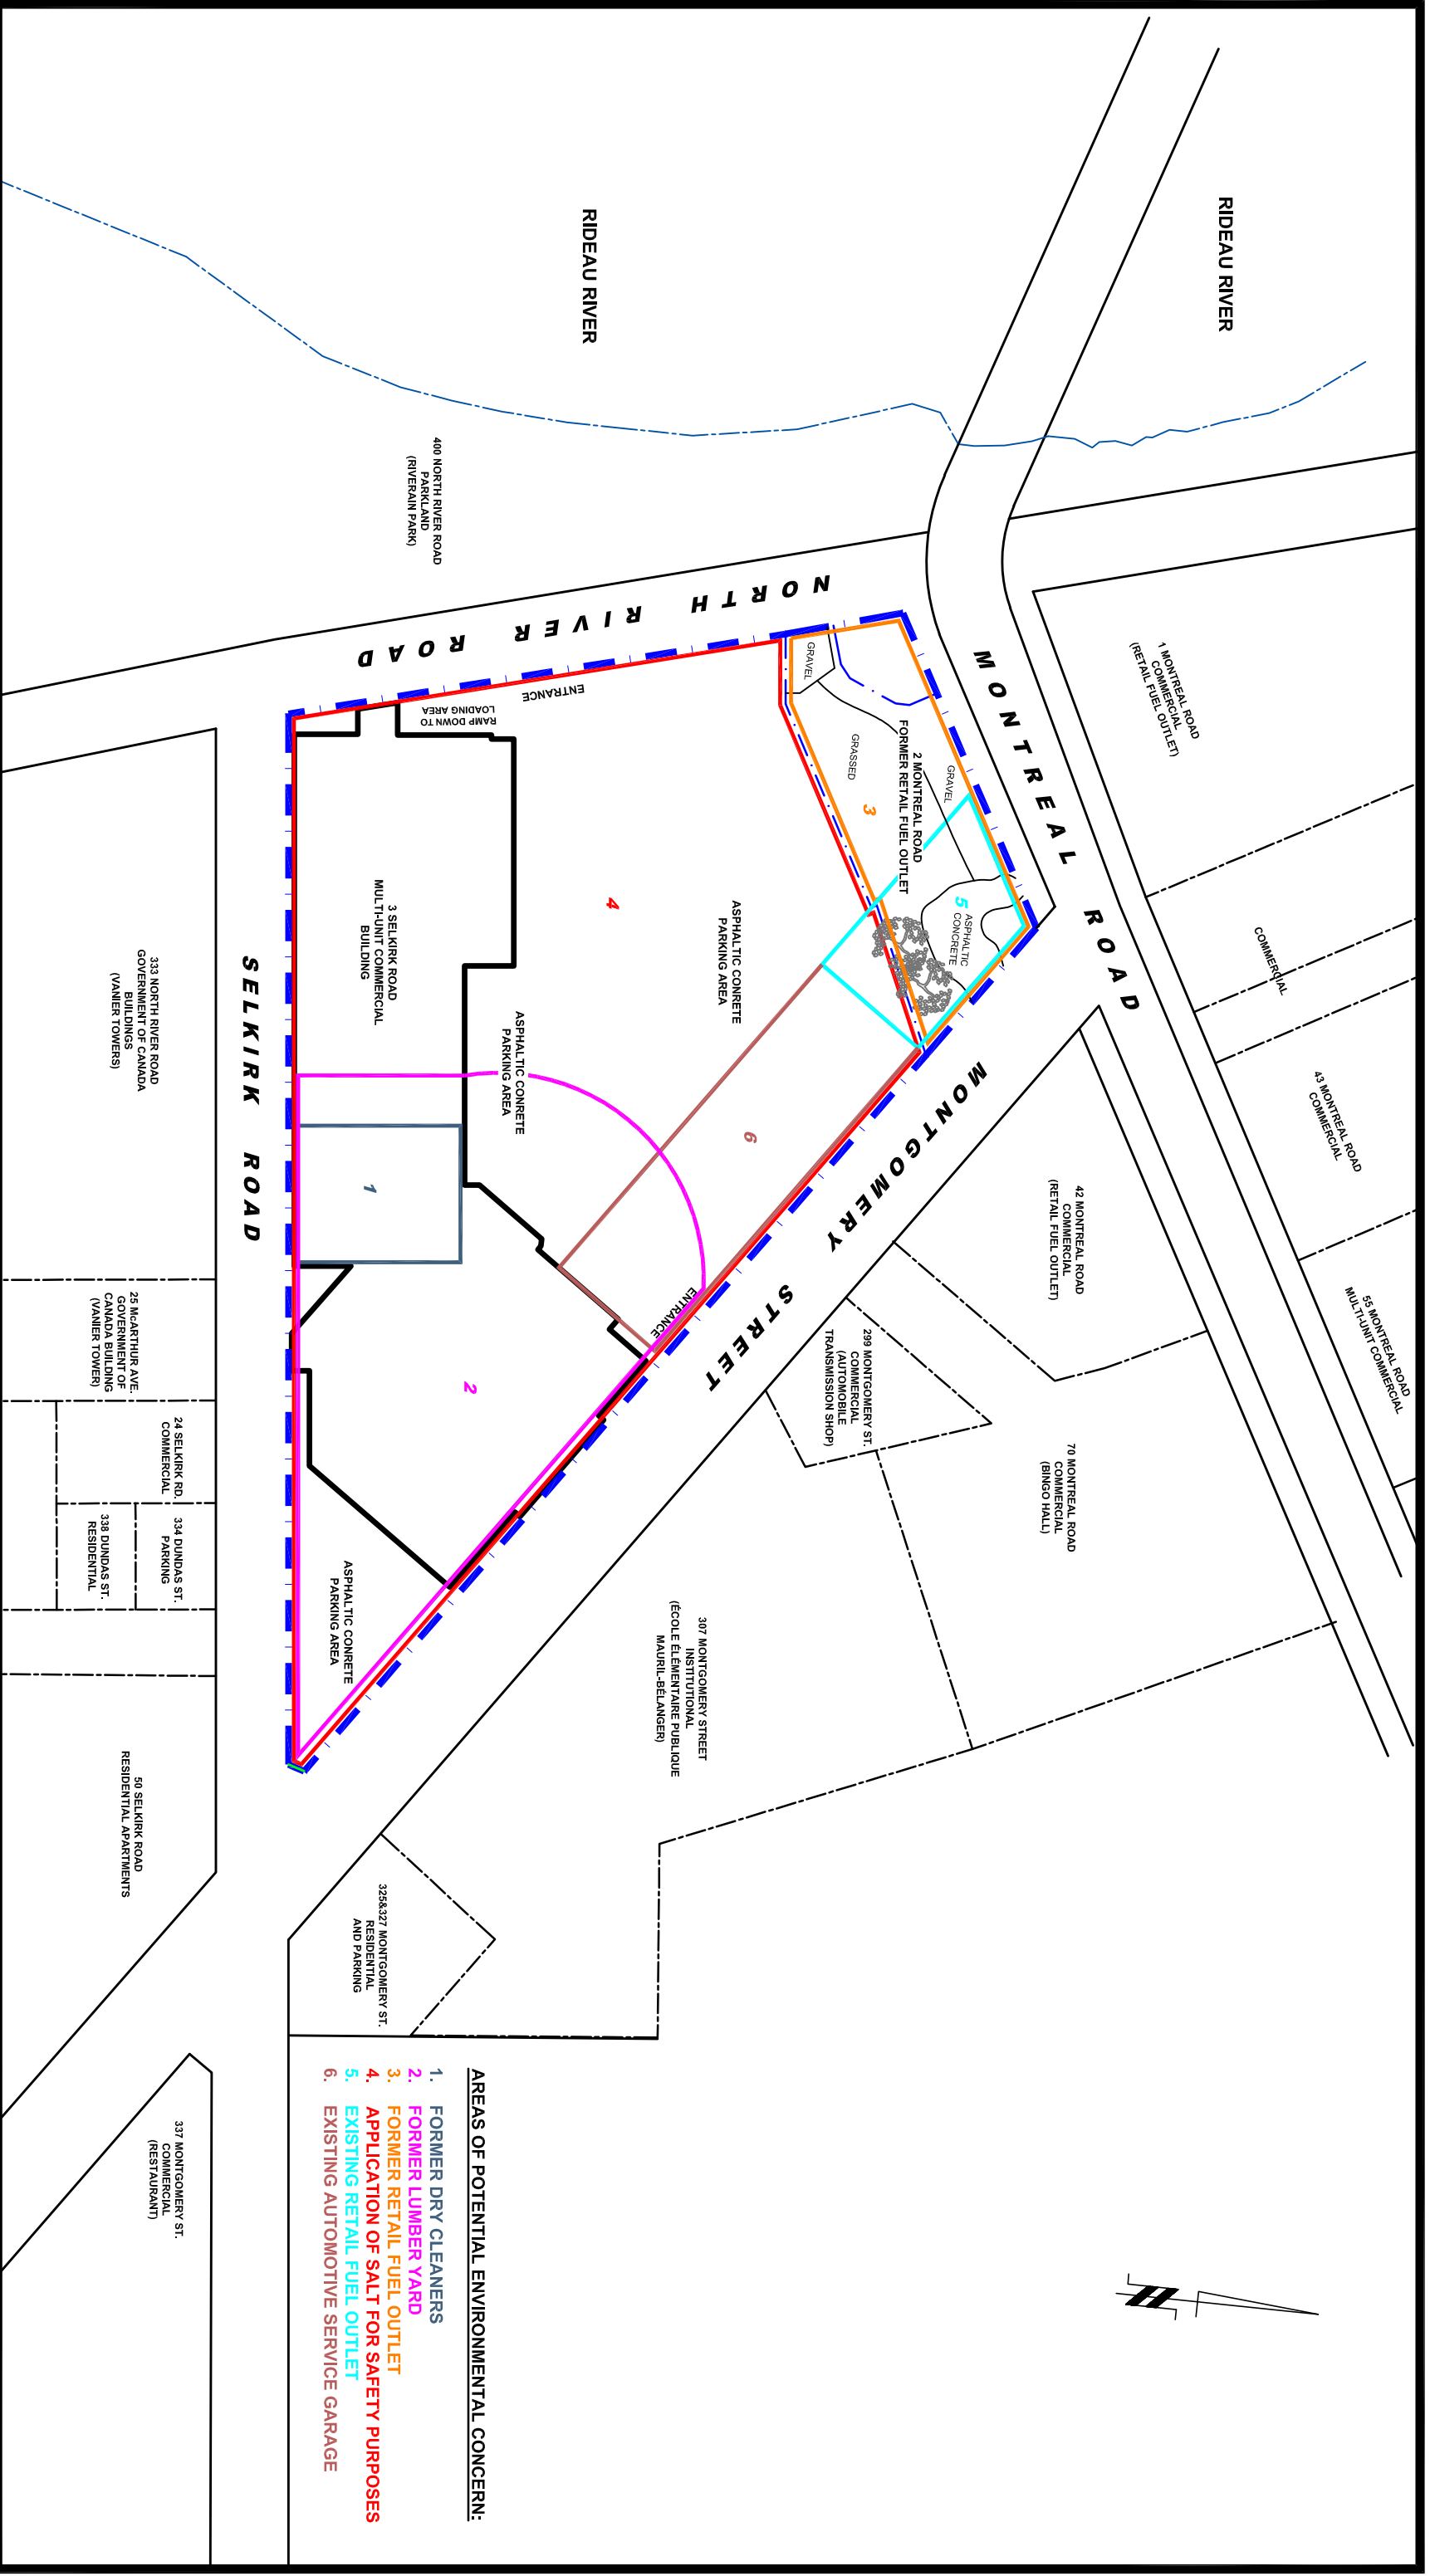 RIDEAU RIVER
RIDEAU RIVER
400 NORTH RIVER ROAD
PARKLAND
(RIVERAIN PARK)
NORTH RIVER ROAD
MONTREAL ROAD
1 MONTREAL ROAD
COMMERCIAL
(RETAIL FUEL OUTLET)
COMMERCIAL
43 MONTREAL ROAD
COMMERCIAL
55 MONTREAL ROAD
MULTI-UNIT COMMERCIAL
GRAVEL
GRASSED
2 MONTREAL ROAD
FORMER RETAIL FUEL OUTLET
GRAVEL
3
5
ASPHALTIC
CONCRETE
ENTRANCE
RAMP DOWN TO
LOADING AREA
4
ASPHALTIC CONRETE
PARKING AREA
3 SELKIRK ROAD
MULTI-UNIT COMMERCIAL
BUILDING
ASPHALTIC CONRETE
PARKING AREA
6
1
ENTRANCE
2
ASPHALTIC CONRETE
PARKING AREA
MONTGOMERY STREET
SELKIRK ROAD
42 MONTREAL ROAD
COMMERCIAL
(RETAIL FUEL OUTLET)
299 MONTGOMERY ST.
COMMERCIAL
(AUTOMOBILE
TRANSMISSION SHOP)
70 MONTREAL ROAD
COMMERCIAL
(BINGO HALL)
307 MONTGOMERY STREET
INSTITUTIONAL
(ÉCOLE ÉLÉMENTAIRE PUBLIQUE
MAURIL-BÉLANGER)
325&327 MONTGOMERY ST.
RESIDENTIAL
AND PARKING
333 NORTH RIVER ROAD
GOVERNMENT OF CANADA
BUILDINGS
(VANIER TOWERS)
25 McARTHUR AVE.
GOVERNMENT OF
CANADA BUILDING
(VANIER TOWER)
24 SELKIRK RD.
COMMERCIAL
334 DUNDAS ST.
PARKING
338 DUNDAS ST.
RESIDENTIAL
50 SELKIRK ROAD
RESIDENTIAL APARTMENTS
337 MONTGOMERY ST.
COMMERCIAL
(RESTAURANT)
AREAS OF POTENTIAL ENVIRONMENTAL CONCERN:
1. FORMER DRY CLEANERS
2. FORMER LUMBER YARD
3. FORMER RETAIL FUEL OUTLET
4. APPLICATION OF SALT FOR SAFETY PURPOSES
5. EXISTING RETAIL FUEL OUTLET
6. EXISTING AUTOMOTIVE SERVICE GARAGE